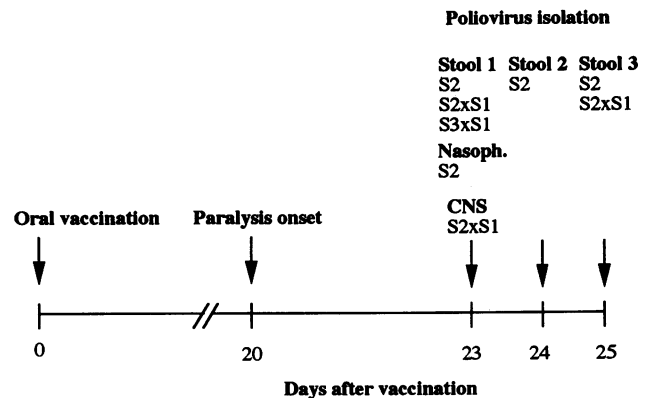 Poliovirus isolation
Stool 1 Stool 2 Stool 3
S2 S2 S2
S2xS1 S2xS1
S3xS1
Nasoph.
S2
Oral vaccination Paralysis onset CNS
S2xS1
0 20 23 24 25
Days after vaccination